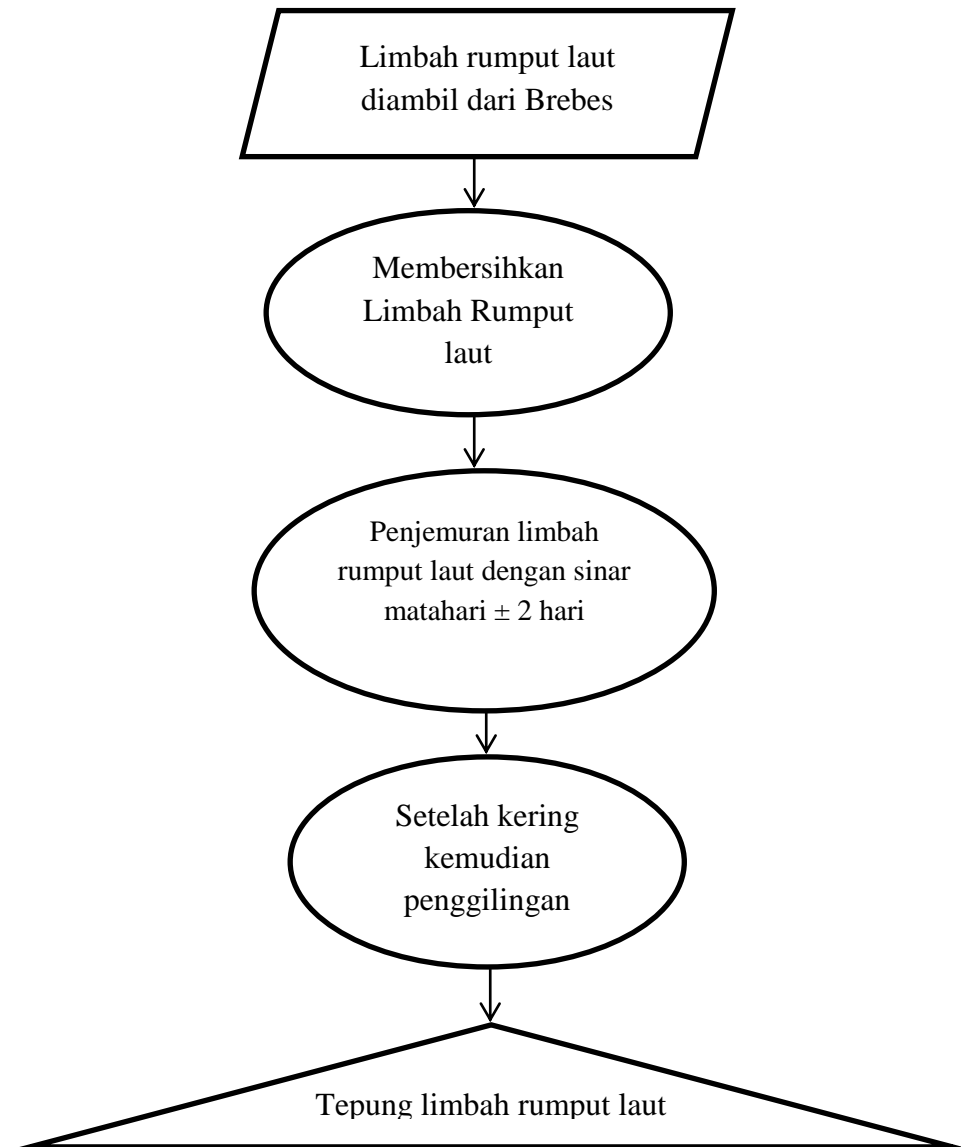 Limbah rumput laut
diambil dari Brebes
Membersihkan
Limbah Rumput
laut
Penjemuran limbah
rumput laut dengan sinar
matahari ± 2 hari
Setelah kering
kemudian
penggilingan
Tepung limbah rumput laut